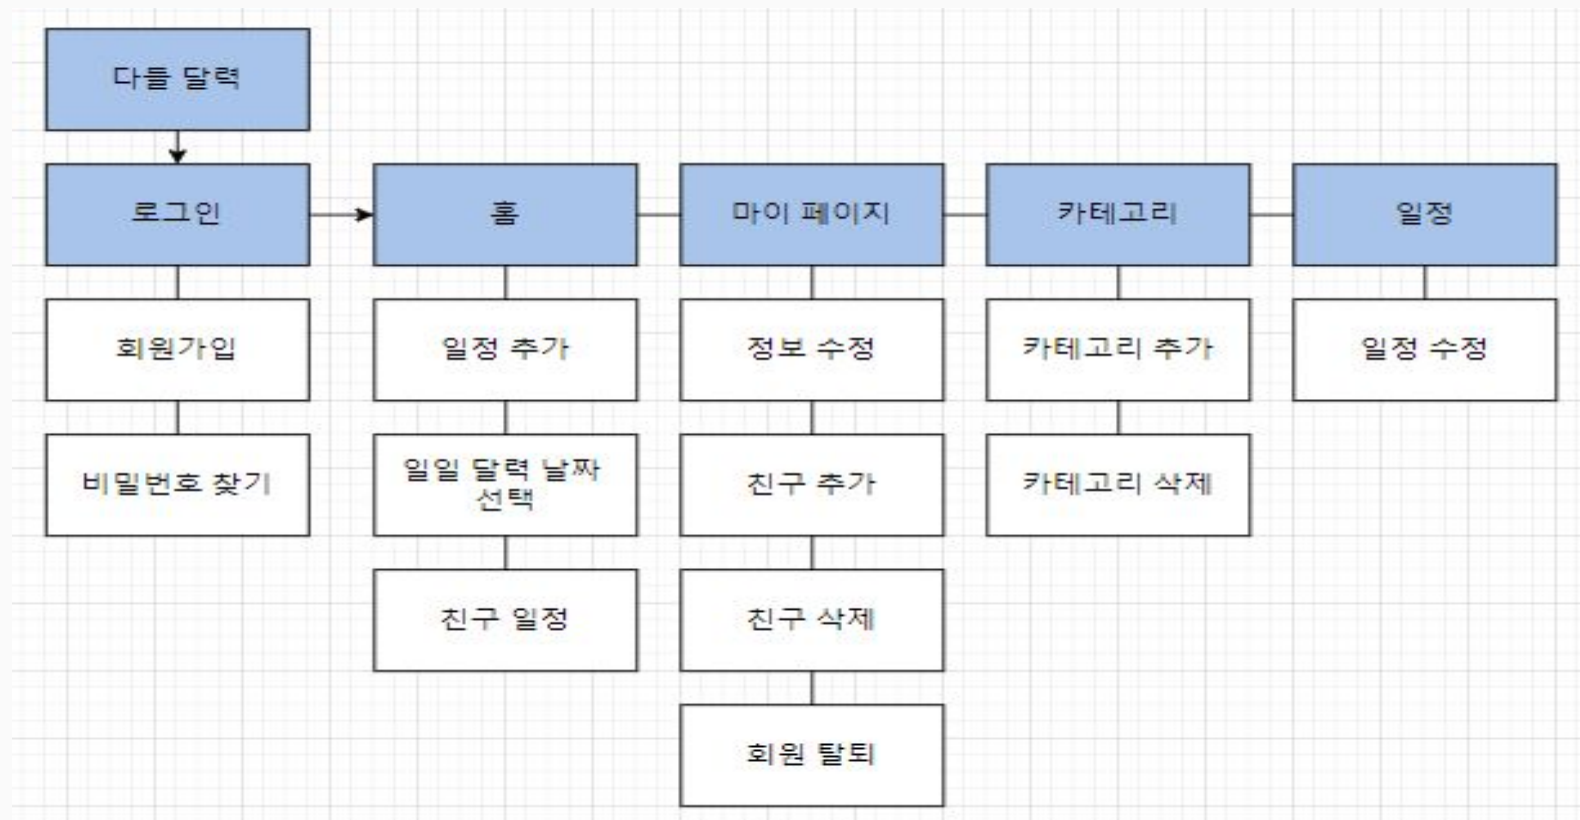 다들 달력
로그인
홈
마이 페이지
카테고리
일정
회원가입
일정 추가
정보 수정
카테고리 추가
일정 수정
비밀번호 찾기
일일 달력 날짜
선택
친구 추가
카테고리 삭제
친구 일정
친구 삭제
회원 탈퇴